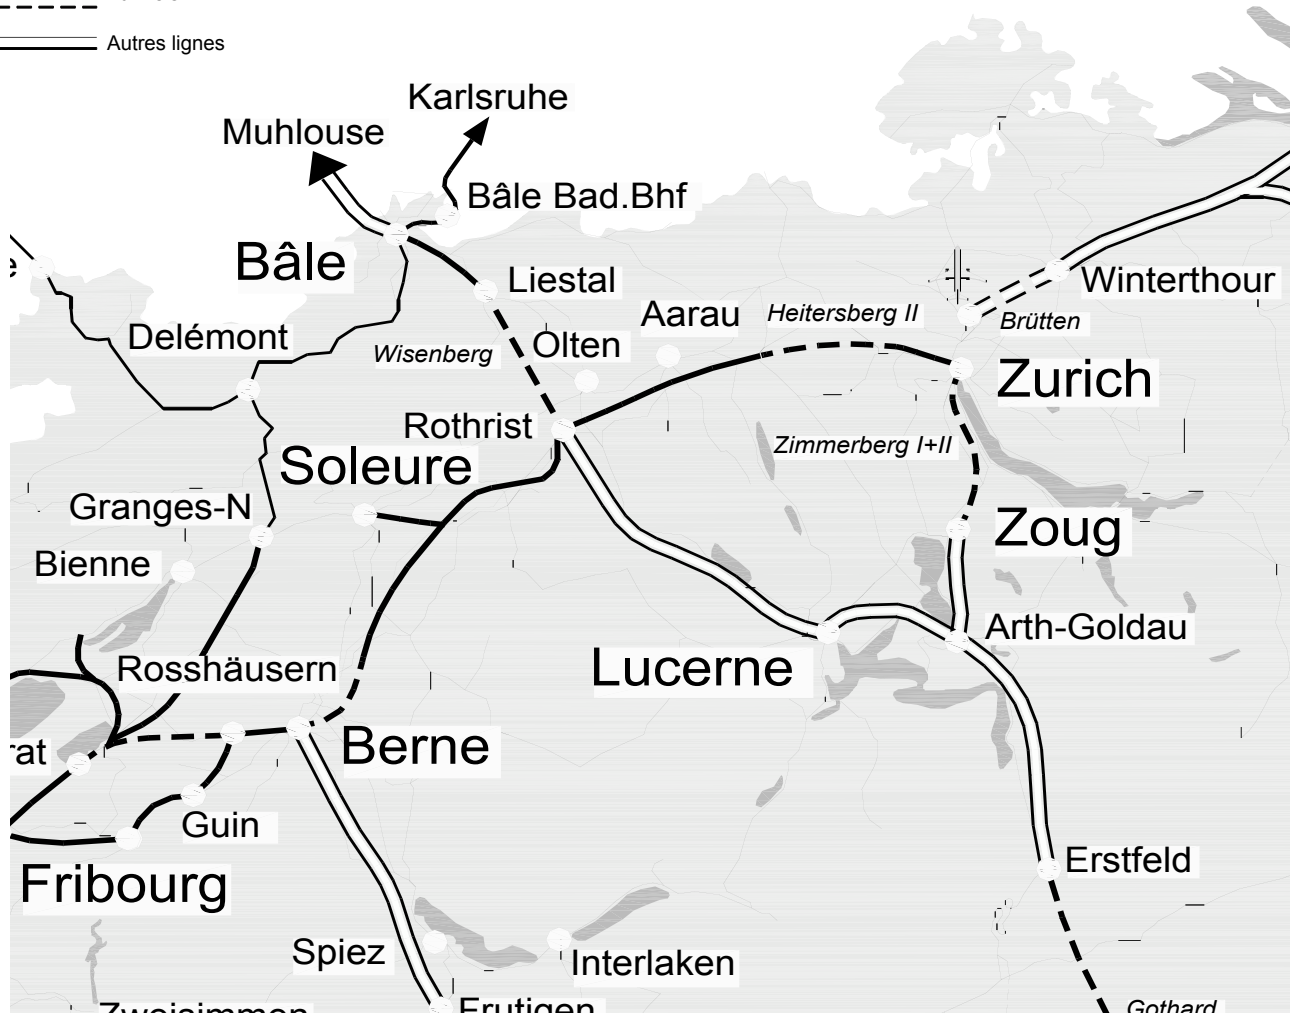 Autres lignes
Karlsruhe
Muhlouse
Bâle Bad.Bhf
Bâle
Liestal
Winterthour
Aarau
Heitersberg II
Brütten
Delémont
Wisenberg
Olten
Zurich
Rothrist
Zimmerberg I+II
Soleure
Granges-N
Zoug
Bienne
Arth-Goldau
Rosshäusern
Lucerne
Berne
Guin
Fribourg
Erstfeld
Spiez
Interlaken
Zweisimmen
Frutigen
Gothard